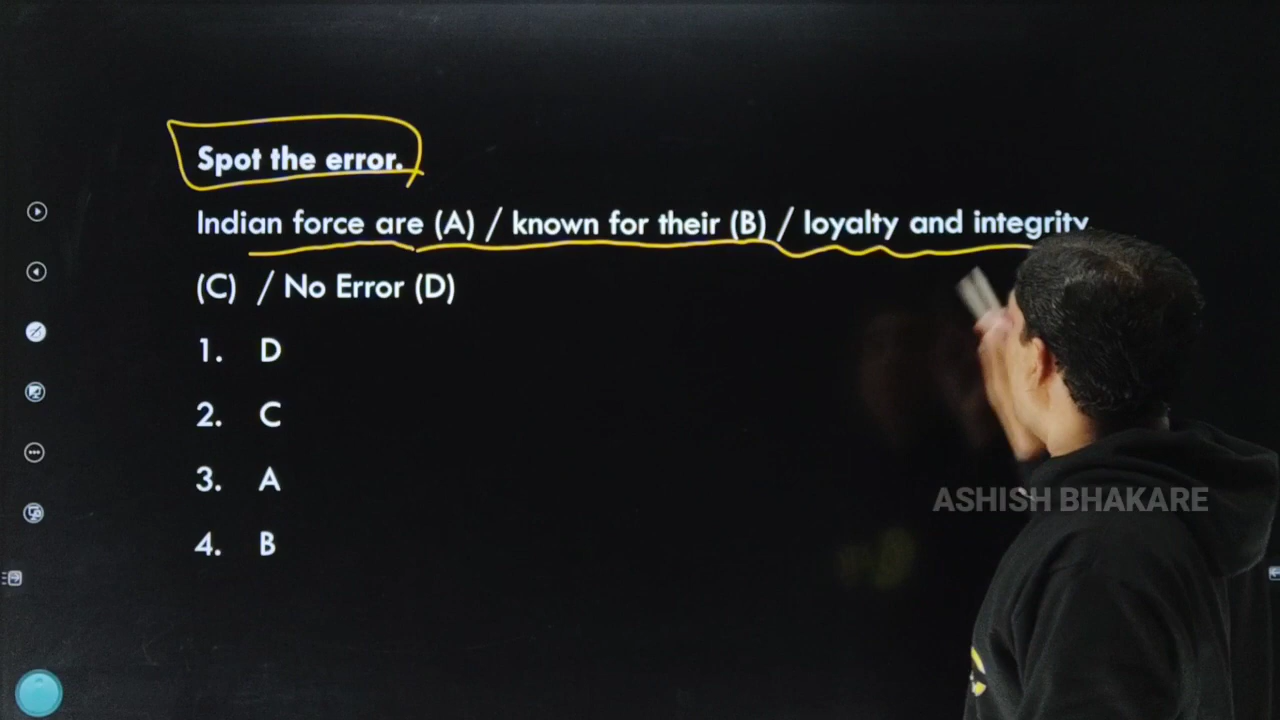 Spot the error.
Indian force are (A) / known for their (B) / loyalty and integrity
(C) / No Error (D)
1. D
2. C
3. A
4. B
ASHISH BHAKARE